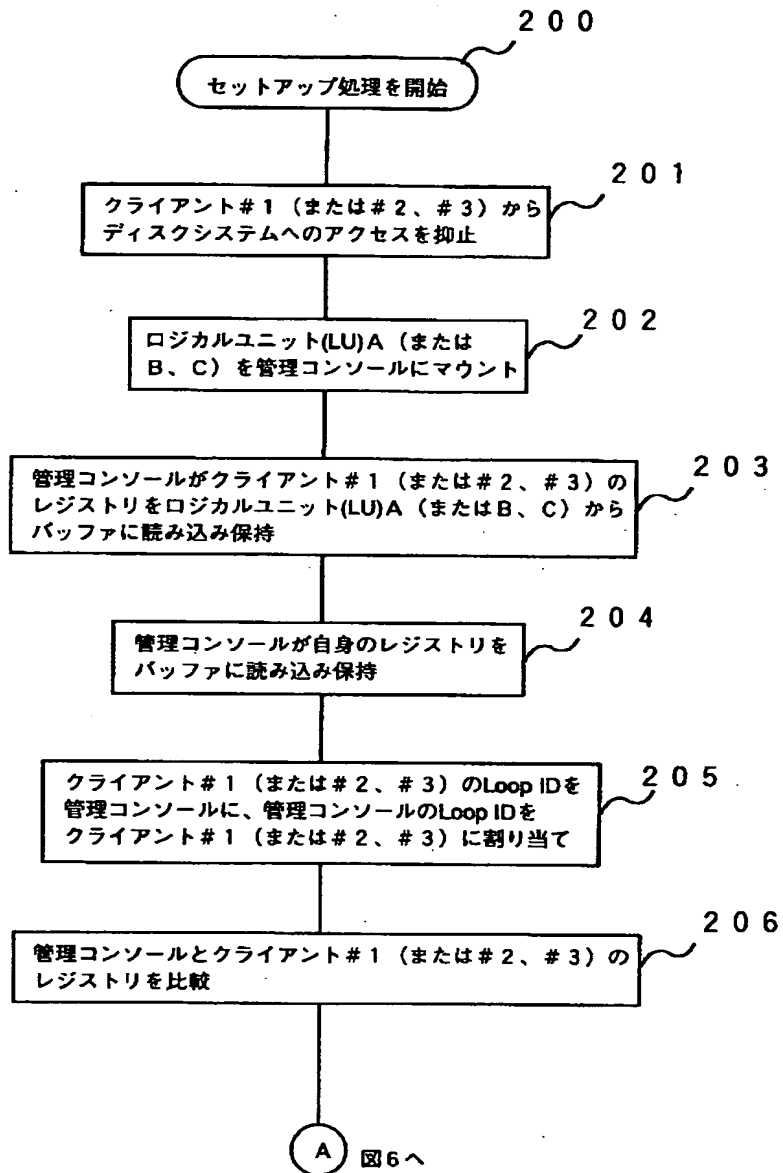 200
セットアップ処理を開始
201
クライアント#1（または#2、#3）から
ディスクシステムへのアクセスを抑止
202
ロジカルユニット(LU)A（または
B、C）を管理コンソールにマウント
203
管理コンソールがクライアント#1（または#2、#3）の
レジストリをロジカルユニット(LU)A（またはB、C）から
バッファに読み込み保持
204
管理コンソールが自身のレジストリを
バッファに読み込み保持
205
クライアント#1（または#2、#3）のLoop IDを
管理コンソールに、管理コンソールのLoop IDを
クライアント#1（または#2、#3）に割り当て
206
管理コンソールとクライアント#1（または#2、#3）の
レジストリを比較
A 図6へ